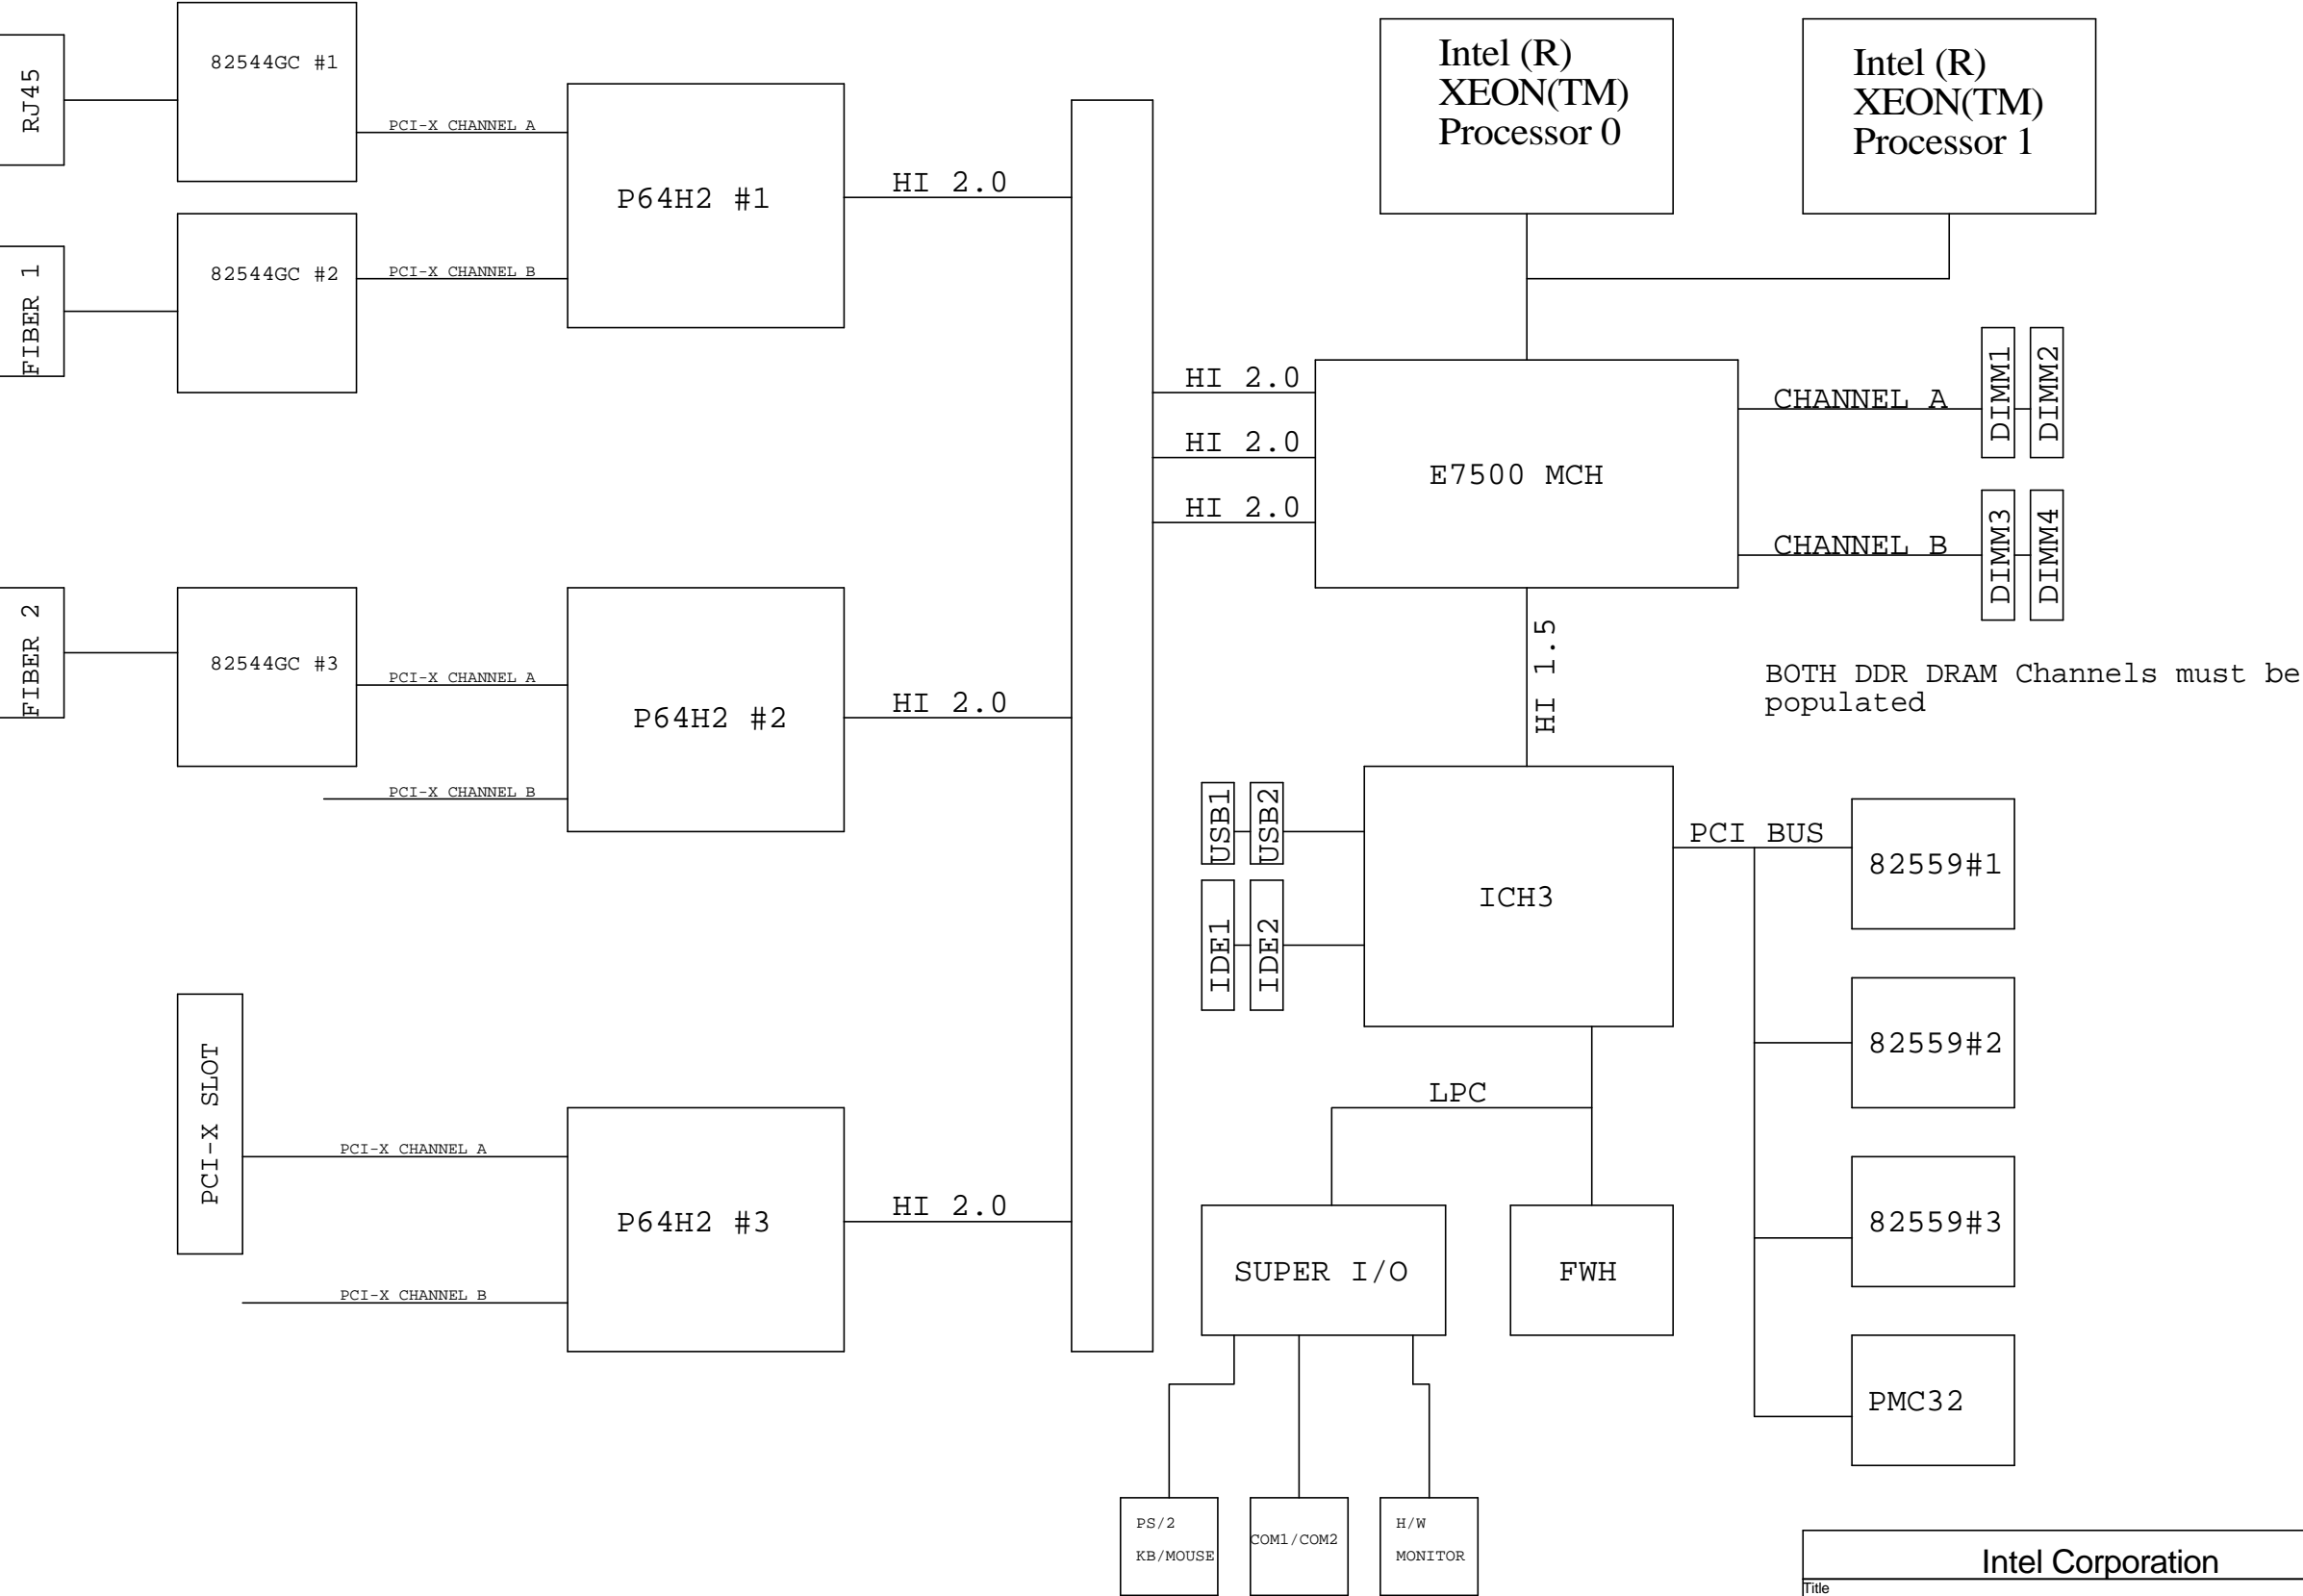 RJ45
82544GC #1
PCI-X CHANNEL A
P64H2 #1
HI 2.0
FIBER 1
82544GC #2
PCI-X CHANNEL B
Intel (R)
XEON(TM)
Processor 0
Intel (R)
XEON(TM)
Processor 1
HI 2.0
HI 2.0
HI 2.0
E7500 MCH
CHANNEL A
DIMM1
DIMM2
CHANNEL B
DIMM3
DIMM4
BOTH DDR DRAM Channels must be
populated
FIBER 2
82544GC #3
PCI-X CHANNEL A
P64H2 #2
HI 2.0
PCI-X CHANNEL B
HI 1.5
USB1
USB2
IDE1
IDE2
ICH3
PCI BUS
82559#1
82559#2
82559#3
PMC32
PCI-X SLOT
PCI-X CHANNEL A
P64H2 #3
HI 2.0
PCI-X CHANNEL B
LPC
SUPER I/O
FWH
PS/2
KB/MOUSE
COM1/COM2
H/W
MONITOR
Intel Corporation
Title